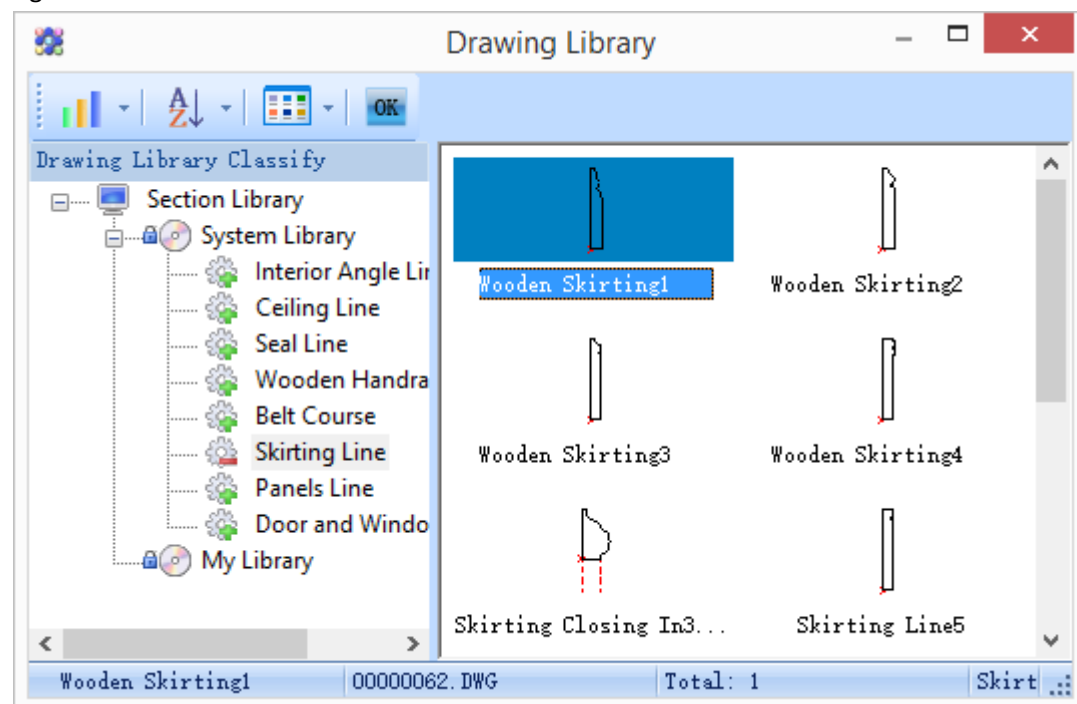 Drawing Library
OK
Drawing Library Classify
Section Library
System Library
Interior Angle Lin
Ceiling Line
Seal Line
Wooden Handra
Belt Course
Skirting Line
Panels Line
Door and Windo
My Library
Wooden Skirting1
Wooden Skirting2
Wooden Skirting3
Wooden Skirting4
Skirting Closing In3...
Skirting Line5
Wooden Skirting1 00000062.DWG Total: 1 Skirt